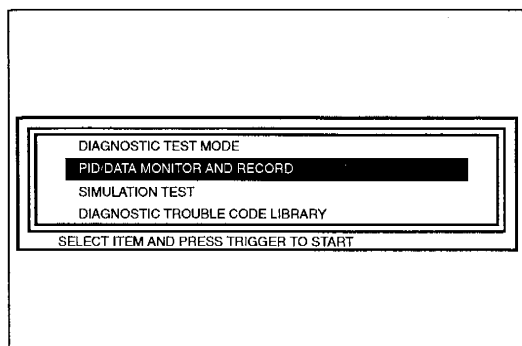 DIAGNOSTIC TEST MODE
PID/DATA MONITOR AND RECORD
SIMULATION TEST
DIAGNOSTIC TROUBLE CODE LIBRARY
SELECT ITEM AND PRESS TRIGGER TO START